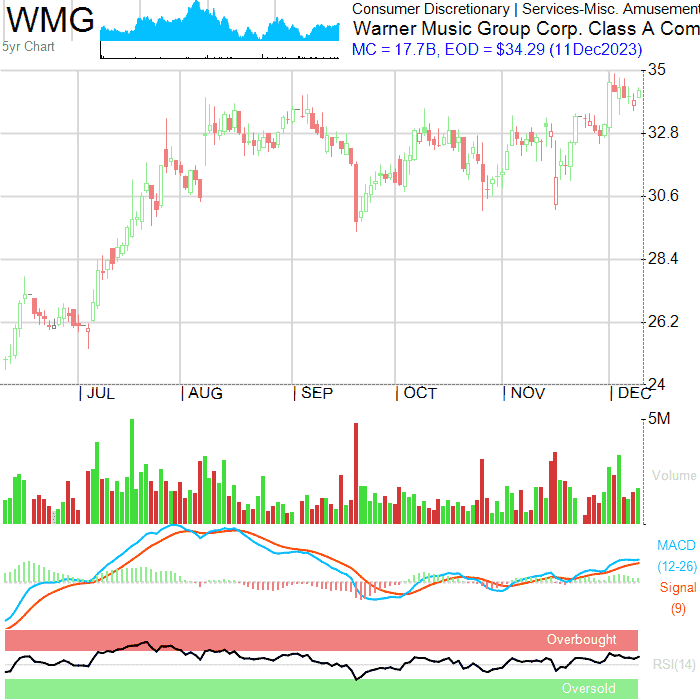 WMG
5yr Chart
Consumer Discretionary | Services-Misc. Amusement
Warner Music Group Corp. Class A Com
MC = 17.7B, EOD = $34.29 (11Dec2023)
35
32.8
30.6
28.4
26.2
24
| JUL | AUG | SEP | OCT | NOV | DEC
5M
Volume
MACD
(12-26)
Signal
(9)
Overbought
RSI(14)
Oversold